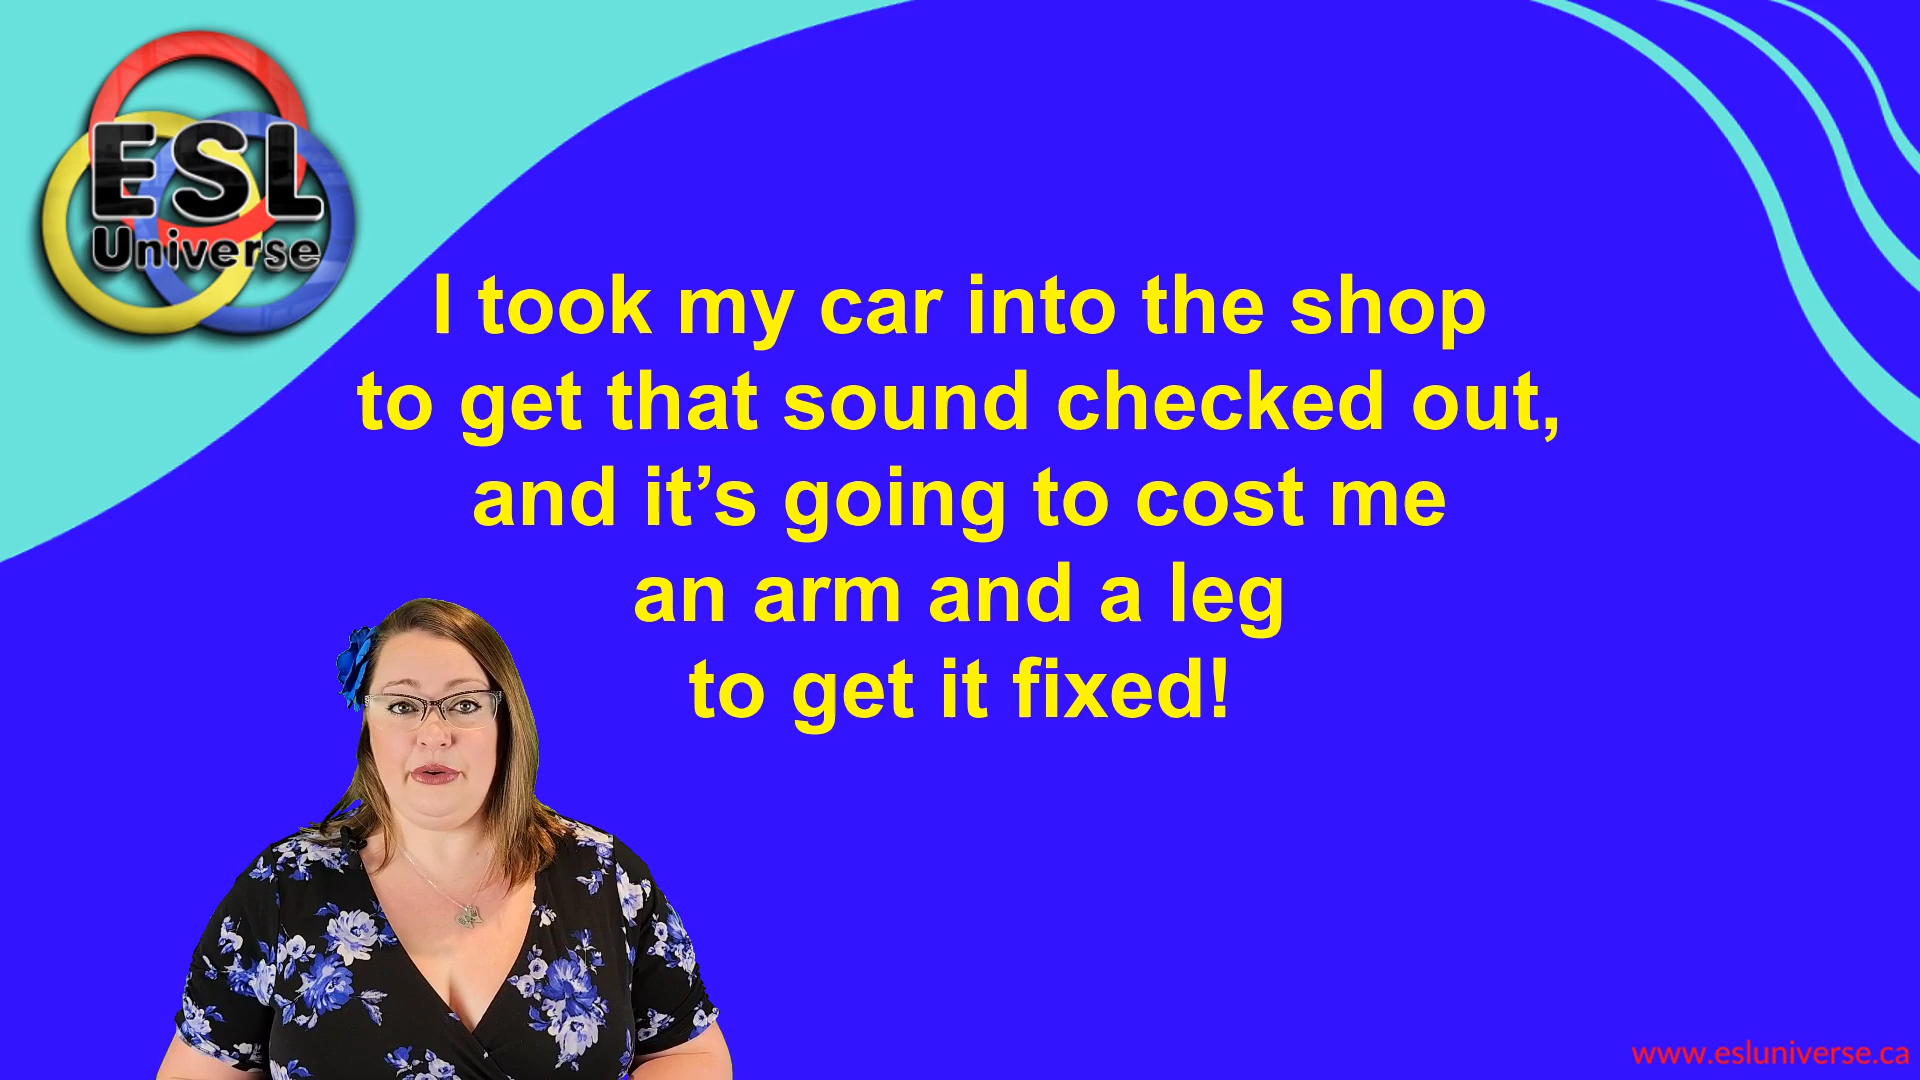 ESL
Universe
I took my car into the shop
to get that sound checked out,
and it’s going to cost me
an arm and a leg
to get it fixed!
www.esluniverse.ca